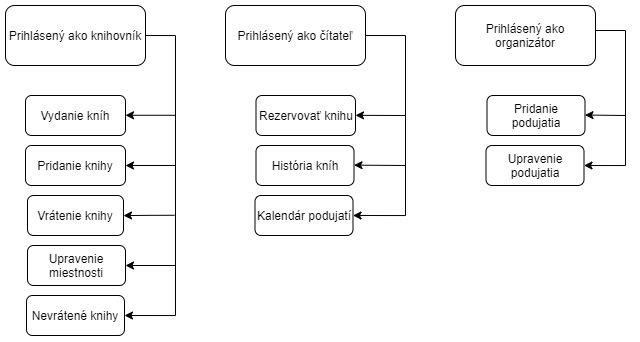 Prihlásený ako knihovník
Vydanie kníh
Pridanie knihy
Vrátenie knihy
Upravenie
miestnosti
Nevrátené knihy
Prihlásený ako čítateľ
Rezervovať knihu
História kníh
Kalendár podujatí
Prihlásený ako
organizátor
Pridanie
podujatia
Upravenie
podujatia